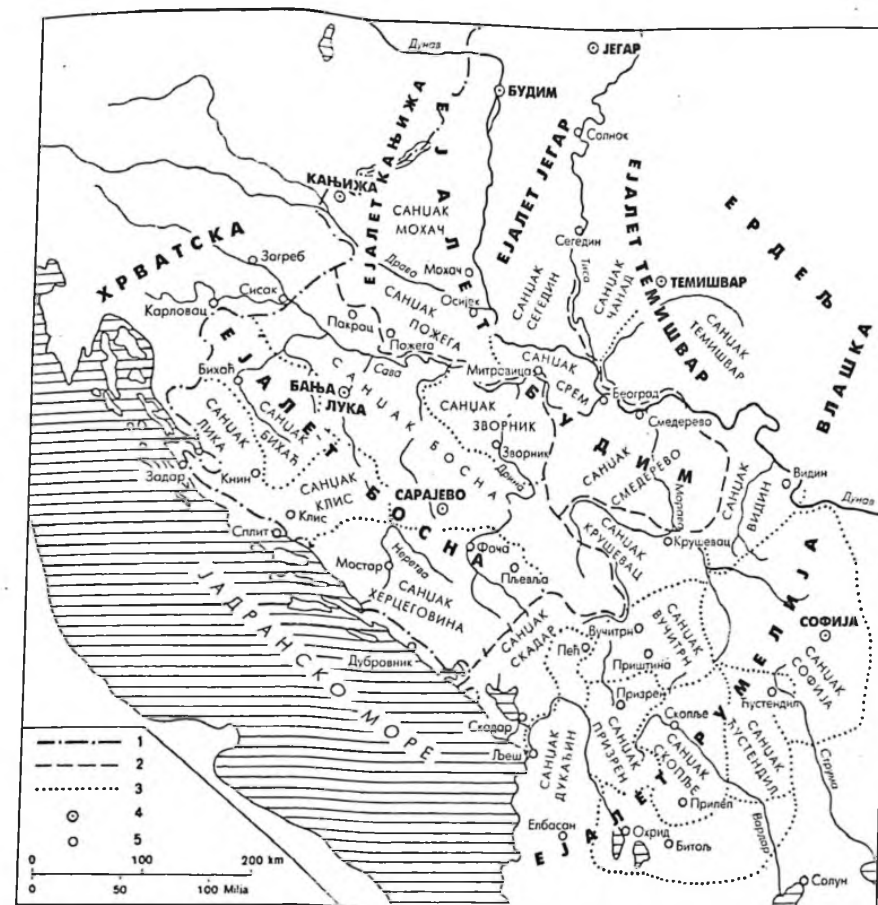 Дунав
ЈЕГАР
БУДИМ
Солнок
ЕЈАЛЕТ КАЊИЖА
ЕЈАЛЕТ БУДИМ
ЕЈАЛЕТ ЈЕГАР
ЕЈАЛЕТ ТЕМИШВАР
ЕРДЕЉ
КАЊИЖА
САНЏАК
МОХАЧ
ХРВАТСКА
Загреб
Драва
Мохач
Сегедин
Тиса
САНЏАК
СЕГЕДИН
САНЏАК
ЧАНАД
ТЕМИШВАР
САНЏАК
ТЕМИШВАР
ВЛАШКА
Карловац
Сисак
Осијек
Пакрац
САНЏАК
ПОЖЕГА
Пожега
Сава
Митровица
САНЏАК
СРЕМ
Београд
ЕЈАЛЕТ БОСНА
Бихаћ
БАЊА
ЛУКА
САНЏАК БОСНА
САНЏАК
ЗВОРНИК
Зворник
Дрина
Смедерево
САНЏАК
СМЕДЕРЕВО
Морава
САНЏАК
ВИДИН
Видин
Дунав
САНЏАК
ЛИКА
САНЏАК
БИХАЋ
Задар
Книн
САНЏАК
КЛИС
Клис
Сплит
САРАЈЕВО
Фоча
Пљевља
Мостар
Неретва
САНЏАК
ХЕРЦЕГОВИНА
САНЏАК
КРУШЕВАЦ
Крушевац
САНЏАК
СКАДАР
Вучитрн
САНЏАК
ВУЧИТРН
Пећ
Приштина
СОФИЈА
САНЏАК
СОФИЈА
Дубровник
ЈАДРАНСКО МОРЕ
Призрен
Скопље
Ћустендил
САНЏАК
ЋУСТЕНДИЛ
Струма
Скадар
Љеш
САНЏАК
ДУКАЂИН
САНЏАК
ПРИЗРЕН
САНЏАК
СКОПЉЕ
ЕЈАЛЕТ РУМЕЛИЈА
Прилеп
Елбасан
Охрид
Битољ
Вардар
Солун
1
2
3
4
5
0 100 200 km
0 50 100 Milja